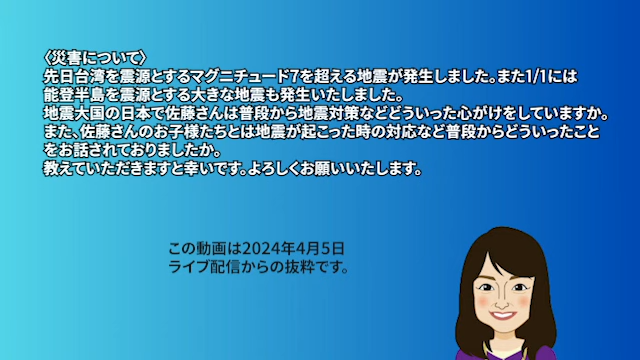 〈災害について〉
先日台湾を震源とするマグニチュード7を超える地震が発生しました。また1/1には
能登半島を震源とする大きな地震も発生いたしました。
地震大国の日本で佐藤さんは普段から地震対策などどういった心がけをしていますか。
また、佐藤さんのお子様たちとは地震が起こった時の対応など普段からどういったこと
をお話されておりましたか。
教えていただきますと幸いです。よろしくお願いいたします。
この動画は2024年4月5日
ライブ配信からの抜粋です。